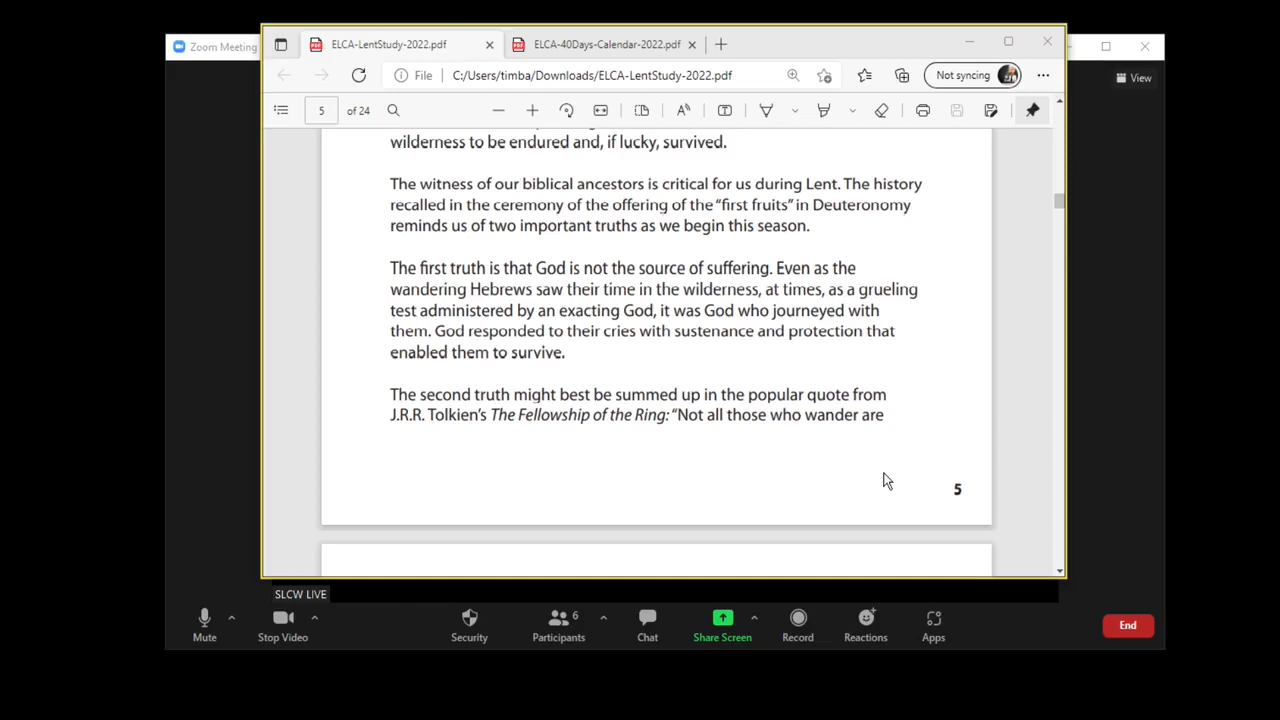 Zoom Meeting
ELCA-LentStudy-2022.pdf
ELCA-40Days-Calendar-2022.pdf
File C:/Users/timba/Downloads/ELCA-LentStudy-2022.pdf
Not syncing
View
5 of 24
wilderness to be endured and, if lucky, survived.
The witness of our biblical ancestors is critical for us during Lent. The history
recalled in the ceremony of the offering of the “first fruits” in Deuteronomy
reminds us of two important truths as we begin this season.
The first truth is that God is not the source of suffering. Even as the
wandering Hebrews saw their time in the wilderness, at times, as a grueling
test administered by an exacting God, it was God who journeyed with
them. God responded to their cries with sustenance and protection that
enabled them to survive.
The second truth might best be summed up in the popular quote from
J.R.R. Tolkien’s The Fellowship of the Ring: “Not all those who wander are
5
SLCW LIVE
6
Mute Stop Video Security Participants Chat Share Screen Record Reactions Apps
End